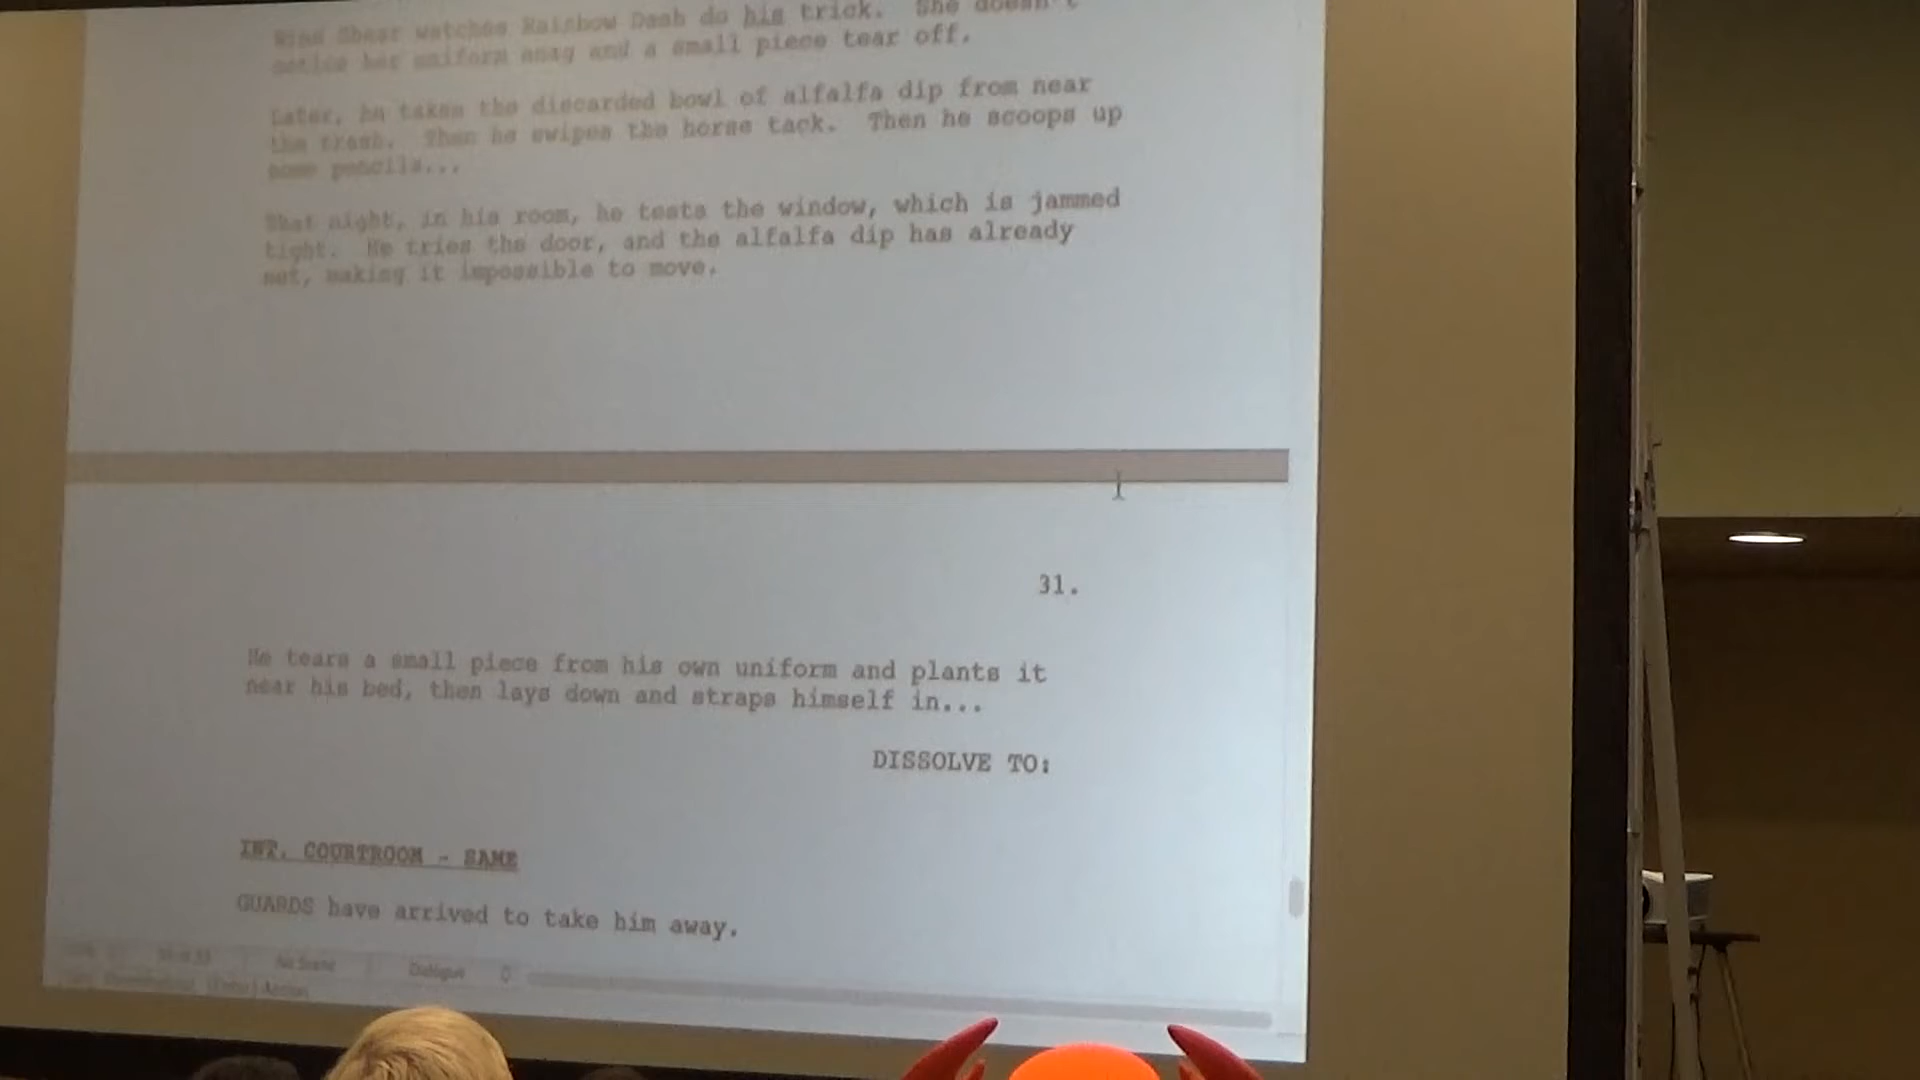 Wind Shear watches Rainbow Dash do his trick. She doesn't
notice her uniform snag and a small piece tear off.
Later, he takes the discarded bowl of alfalfa dip from near
the trash. Then he swipes the horse tack. Then he scoops up
some pencils...
That night, in his room, he tests the window, which is jammed
tight. He tries the door, and the alfalfa dip has already
set, making it impossible to move.
31.
He tears a small piece from his own uniform and plants it
near his bed, then lays down and straps himself in...
DISSOLVE TO:
INT. COURTROOM - SAME
GUARDS have arrived to take him away.
No Scene Dialogue